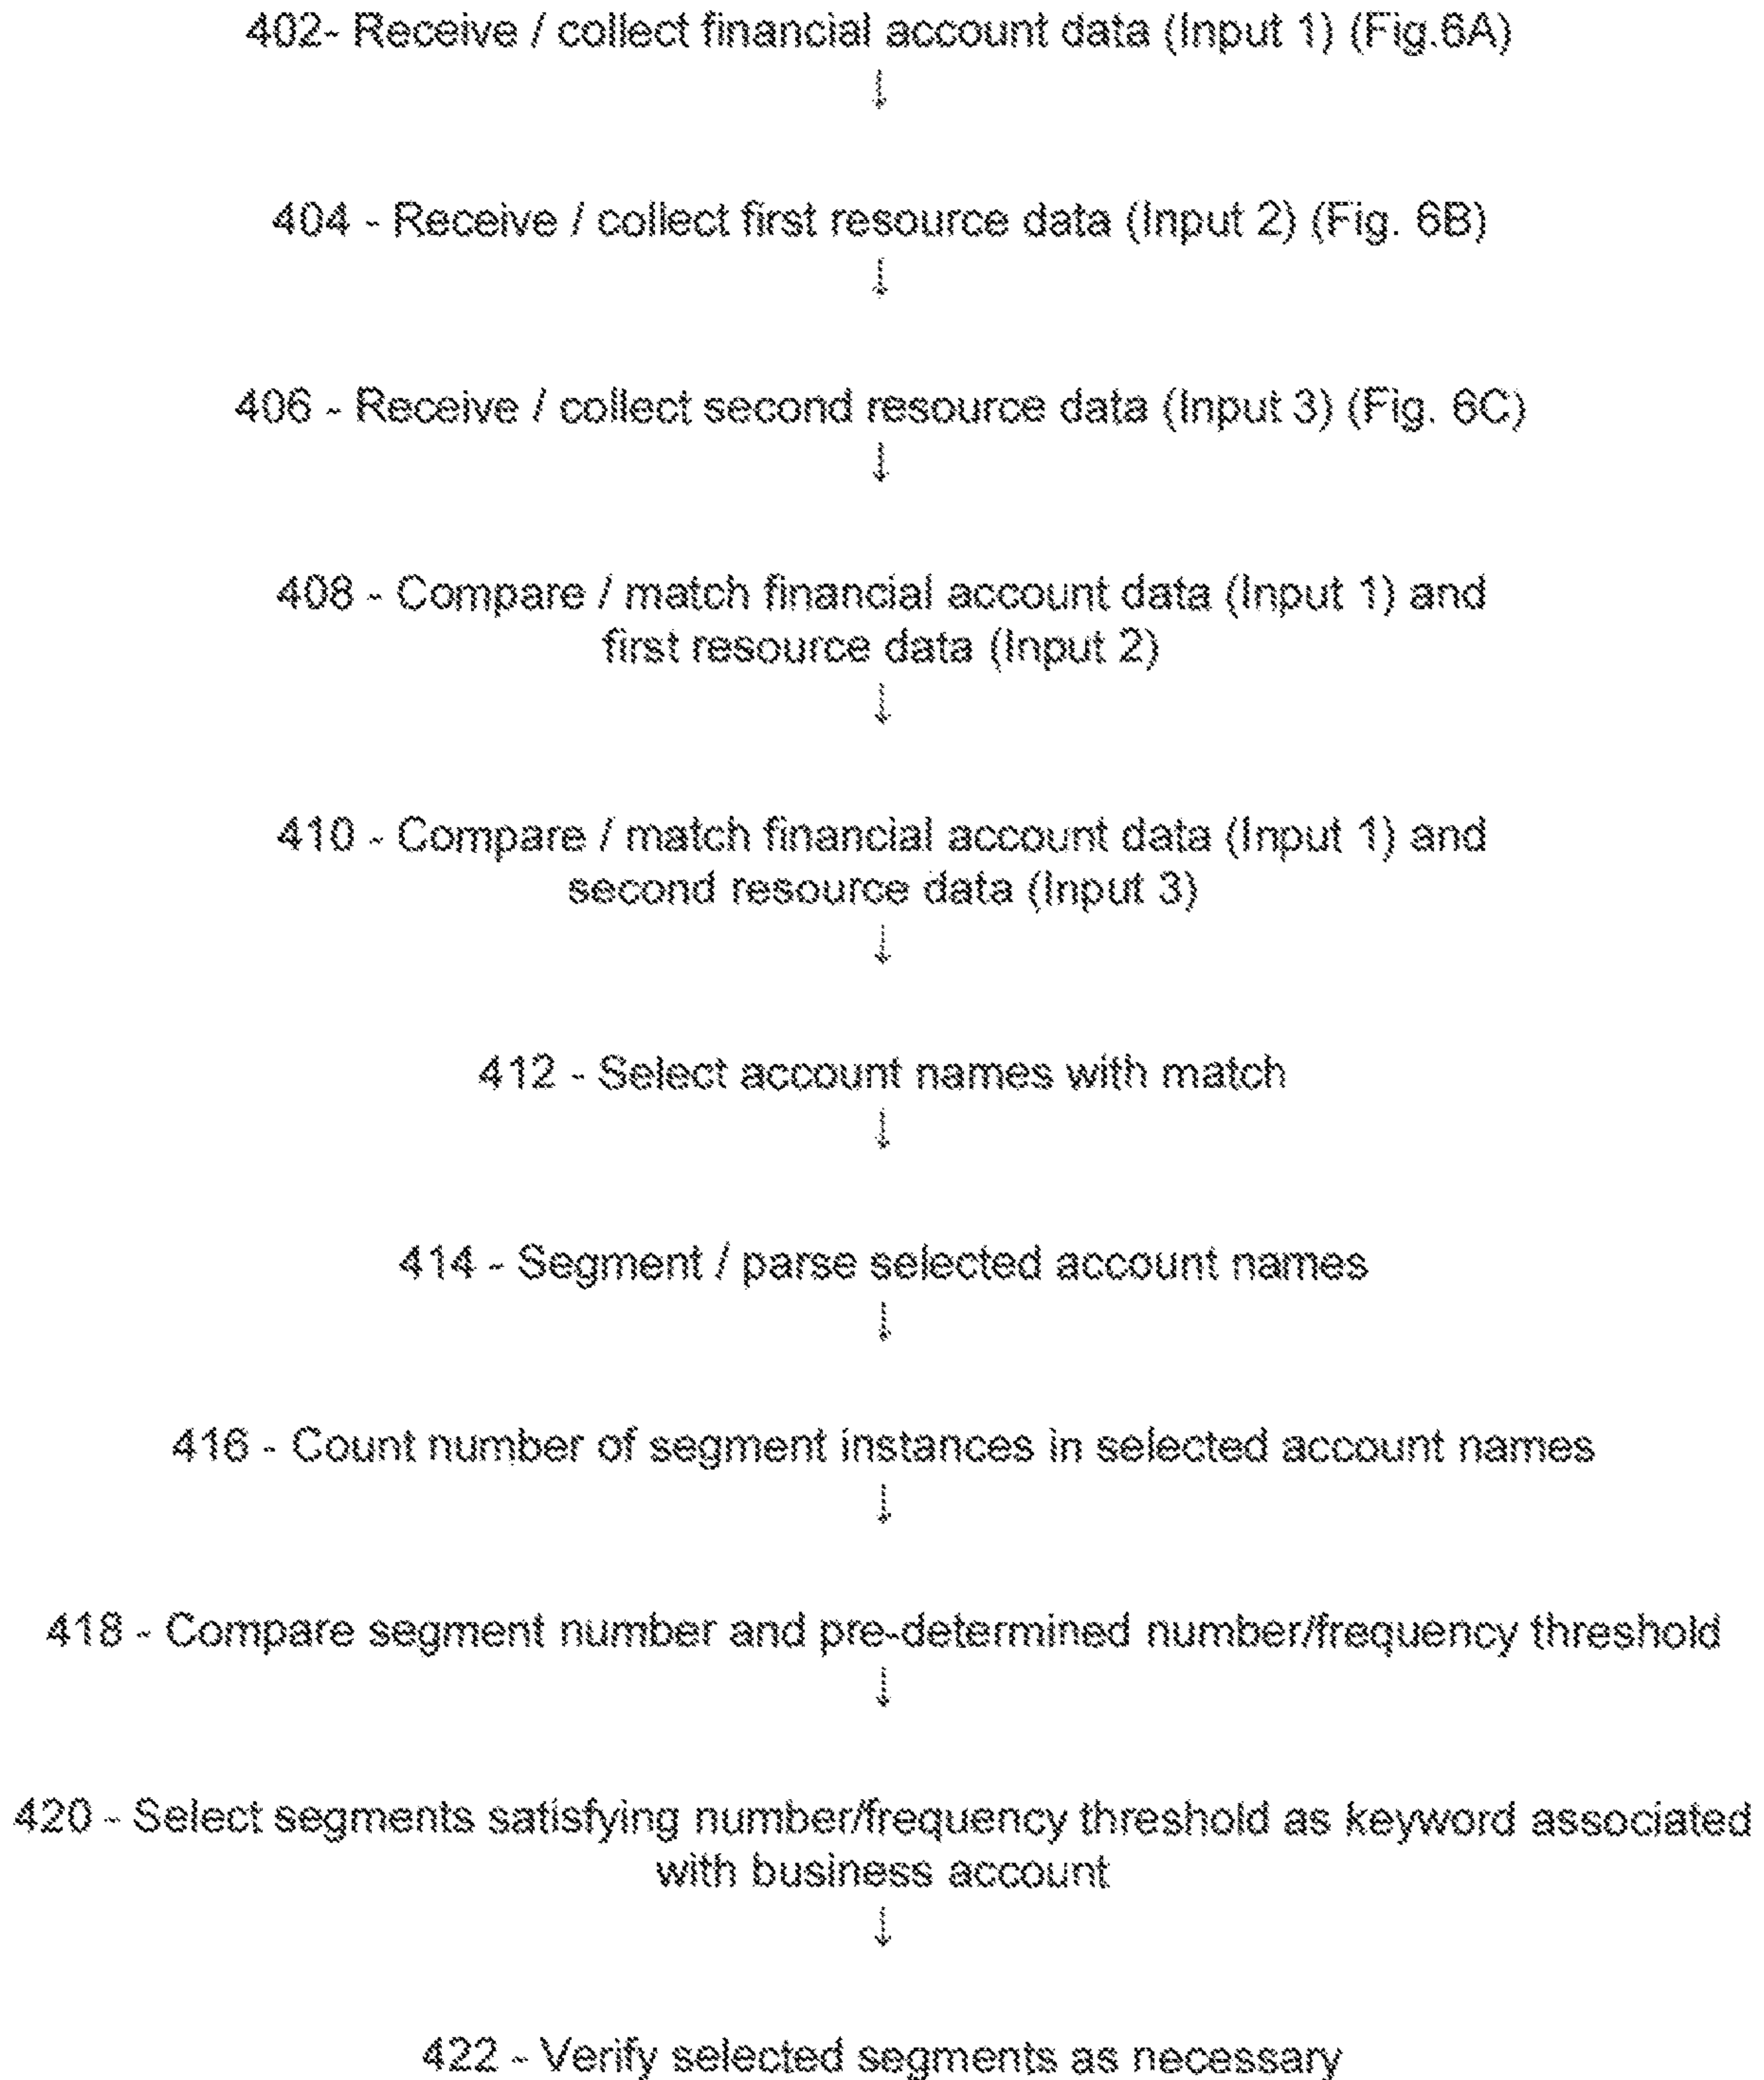 402- Receive / collect financial account data (Input 1) (Fig.6A)
↓
404 - Receive / collect first resource data (Input 2) (Fig. 6B)
↓
406 - Receive / collect second resource data (Input 3) (Fig. 6C)
↓
408 - Compare / match financial account data (Input 1) and
first resource data (Input 2)
↓
410 - Compare / match financial account data (Input 1) and
second resource data (Input 3)
↓
412 - Select account names with match
↓
414 - Segment / parse selected account names
↓
416 - Count number of segment instances in selected account names
↓
418 - Compare segment number and pre-determined number/frequency threshold
↓
420 - Select segments satisfying number/frequency threshold as keyword associated
with business account
↓
422 - Verify selected segments as necessary